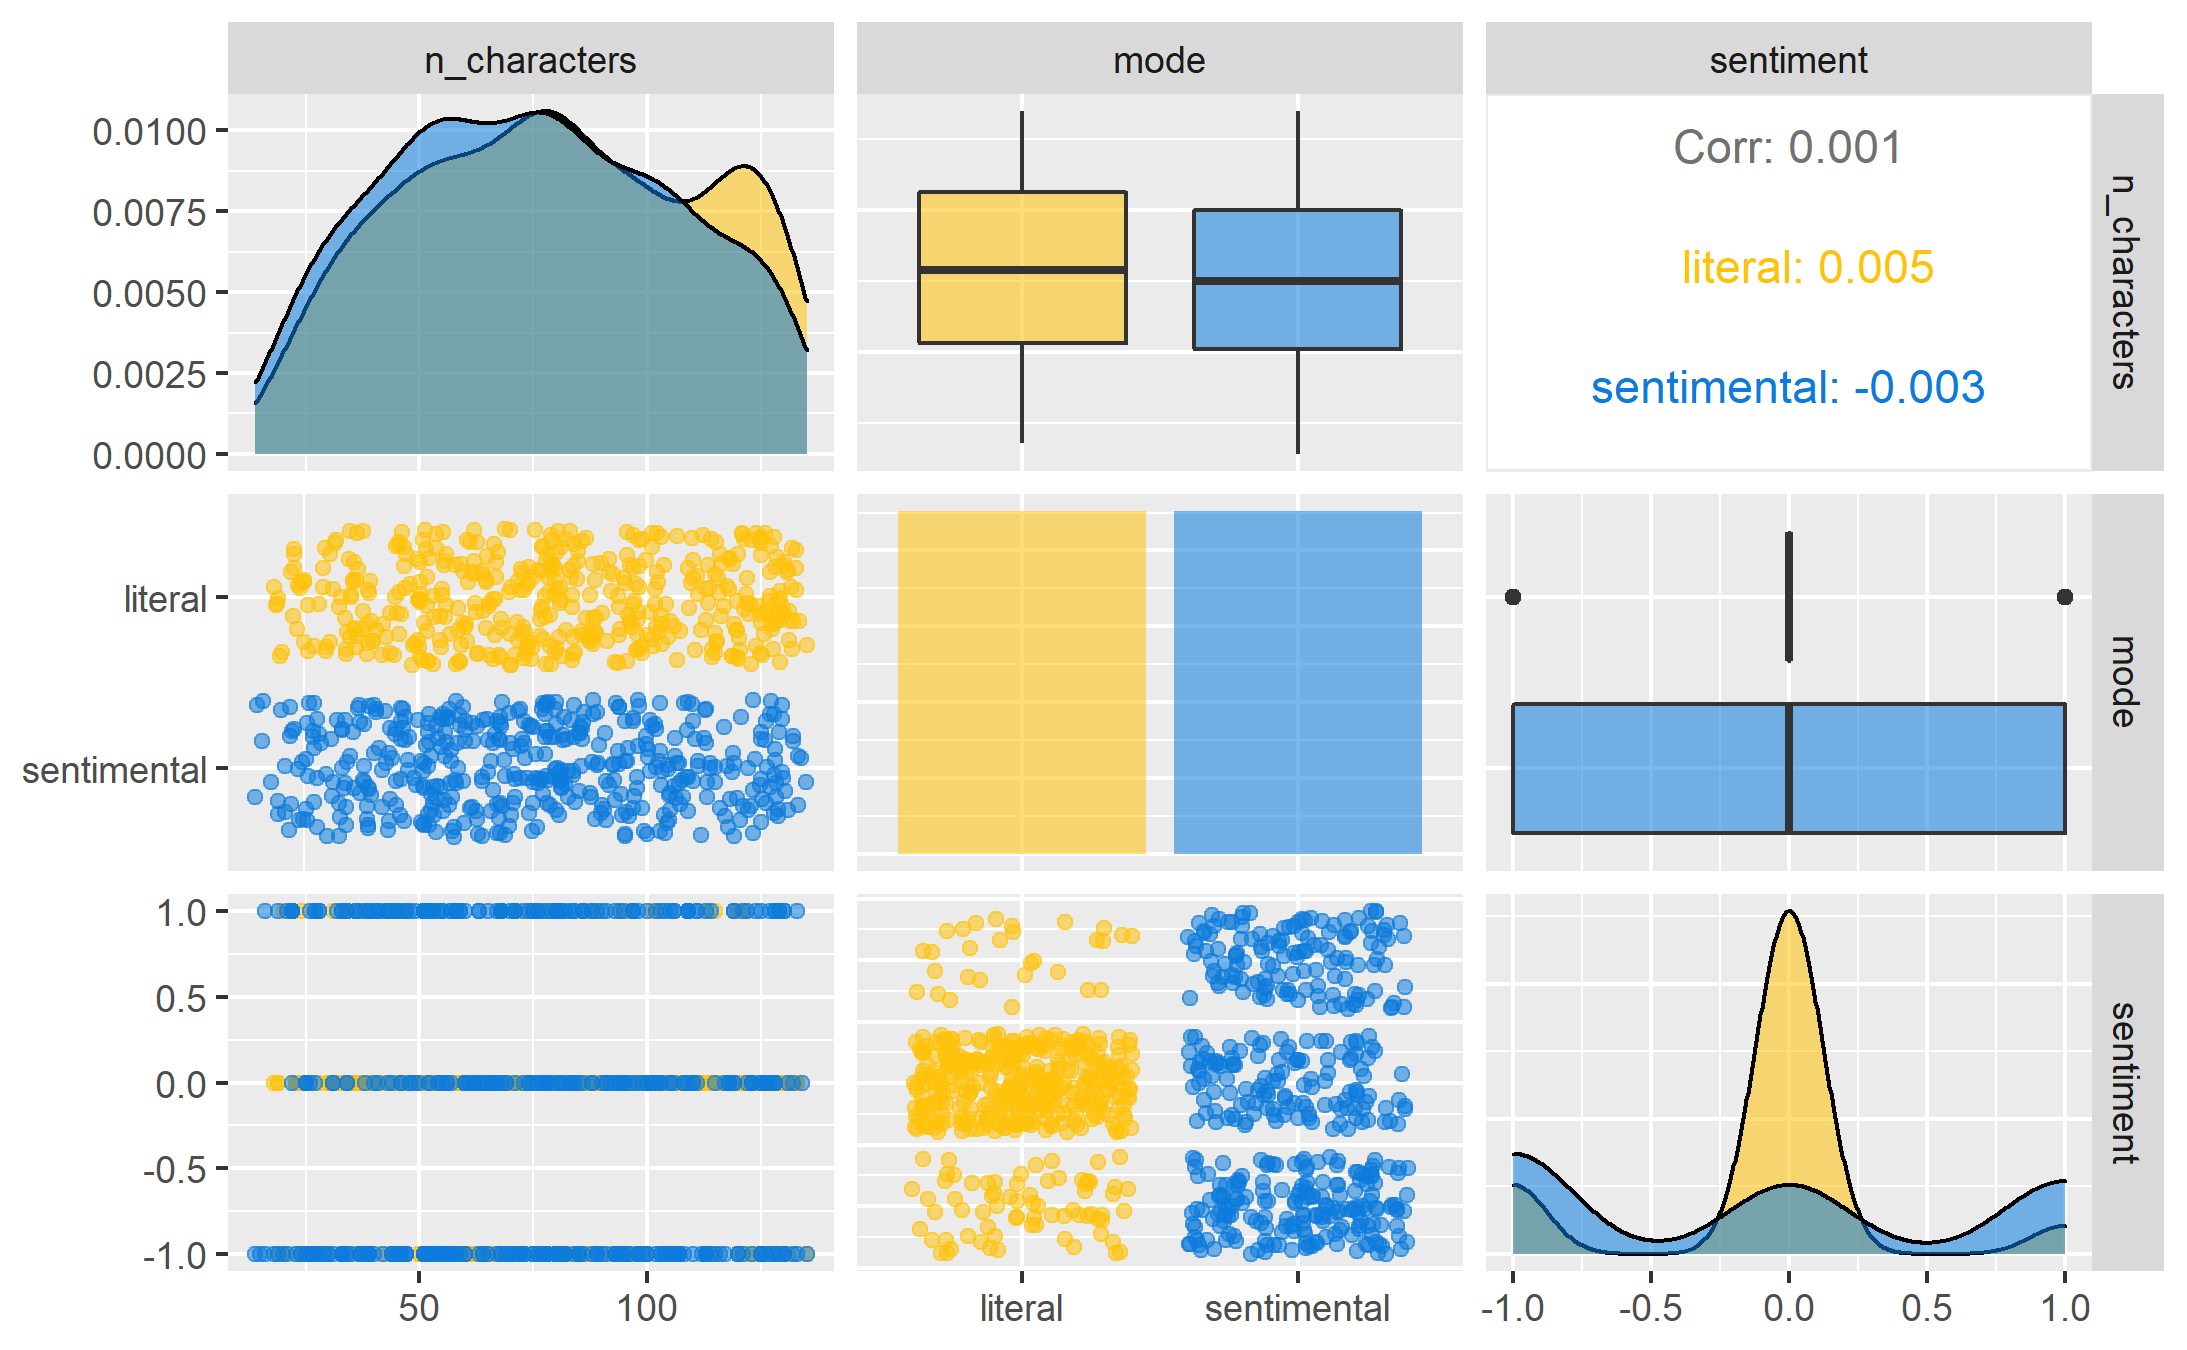 n_characters
mode
sentiment
0.0100
0.0075
0.0050
0.0025
0.0000
Corr: 0.001
literal: 0.005
sentimental: -0.003
n_characters
literal
sentimental
mode
1.0
0.5
0.0
-0.5
-1.0
sentiment
50
100
literal
sentimental
-1.0
-0.5
0.0
0.5
1.0